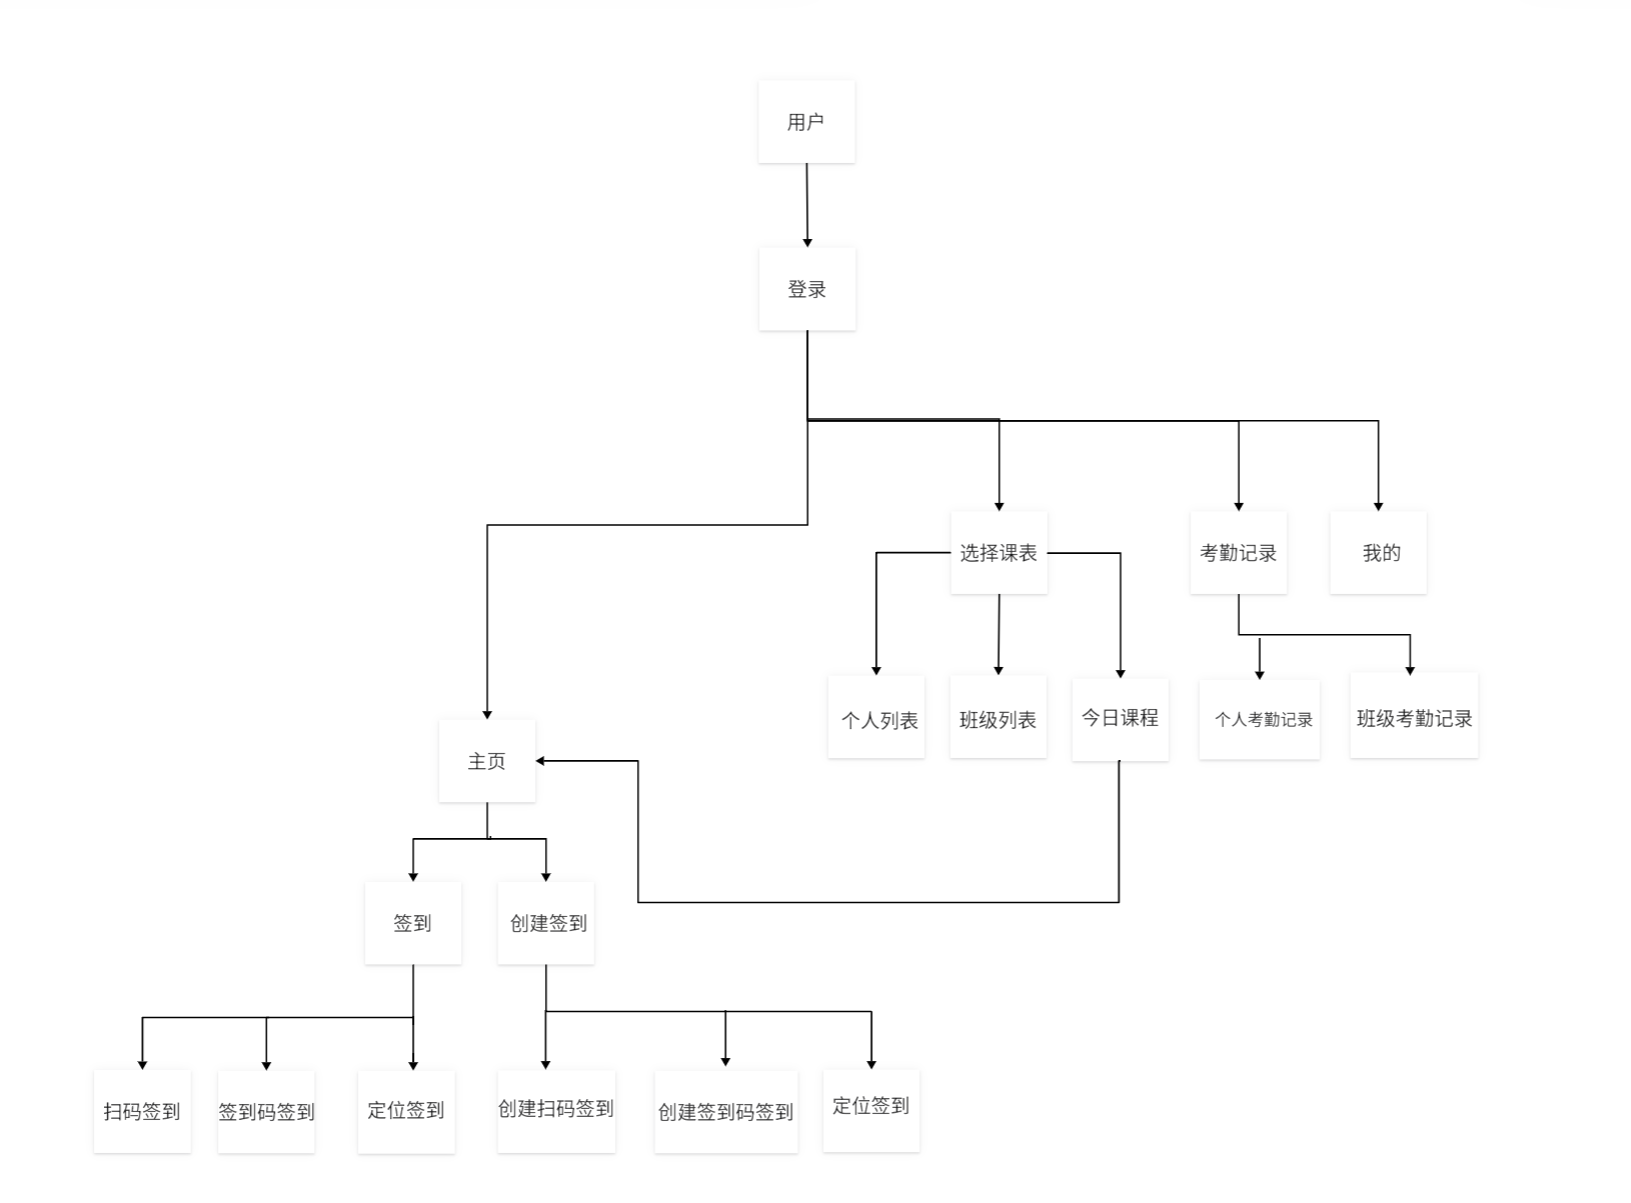 用户
登录
选择课表
考勤记录
我的
个人列表
班级列表
今日课程
个人考勤记录
班级考勤记录
主页
签到
创建签到
扫码签到
签到码签到
定位签到
创建扫码签到
创建签到码签到
定位签到